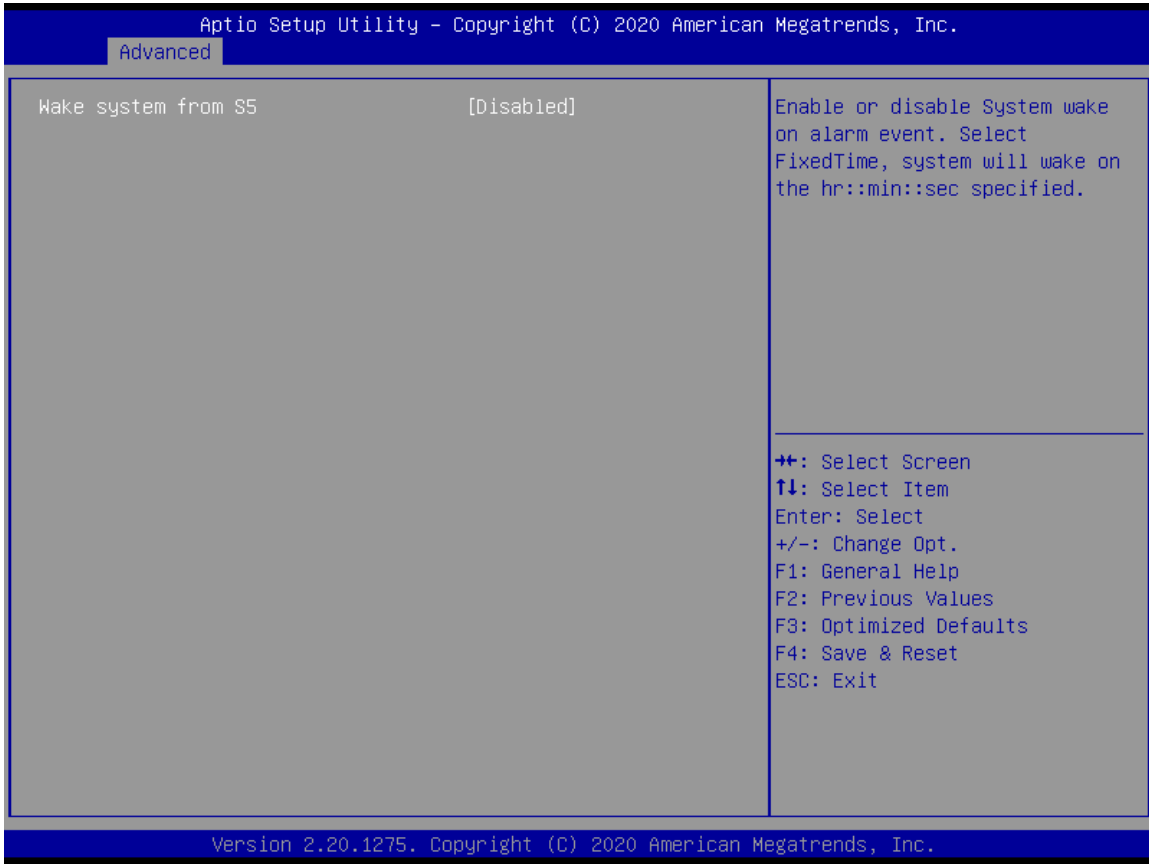 Aptio Setup Utility – Copyright (C) 2020 American Megatrends, Inc.
Advanced
Wake system from S5 [Disabled]
Enable or disable System wake
on alarm event. Select
FixedTime, system will wake on
the hr::min::sec specified.
→←: Select Screen
↑↓: Select Item
Enter: Select
+/-: Change Opt.
F1: General Help
F2: Previous Values
F3: Optimized Defaults
F4: Save & Reset
ESC: Exit
Version 2.20.1275. Copyright (C) 2020 American Megatrends, Inc.